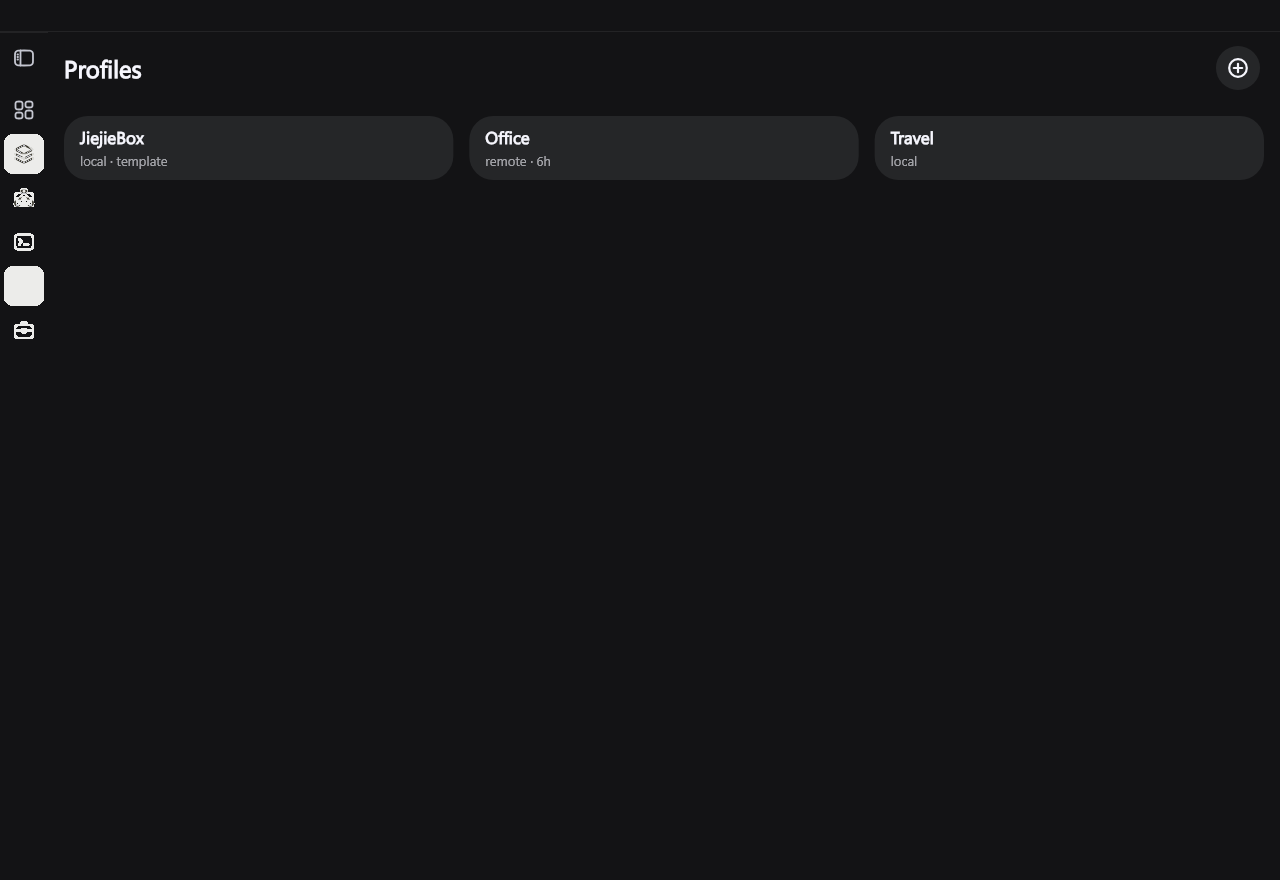 Profiles
JiejieBox
local · template
Office
remote · 6h
Travel
local